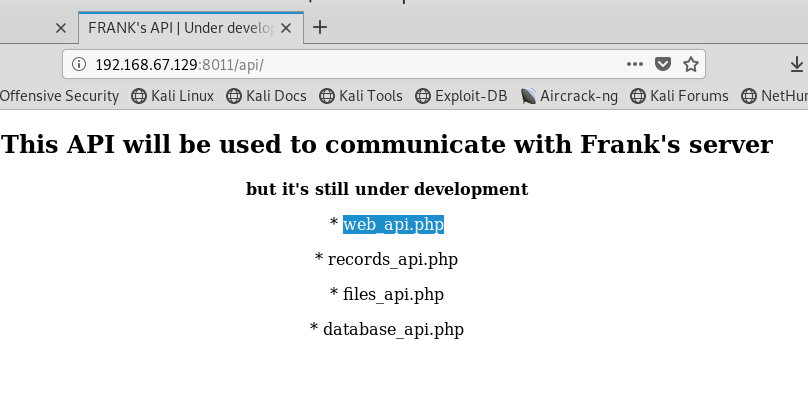 FRANK's API | Under develop
192.168.67.129:8011/api/
Offensive Security Kali Linux Kali Docs Kali Tools Exploit-DB Aircrack-ng Kali Forums NetHun
This API will be used to communicate with Frank's server
but it's still under development
* web_api.php
* records_api.php
* files_api.php
* database_api.php